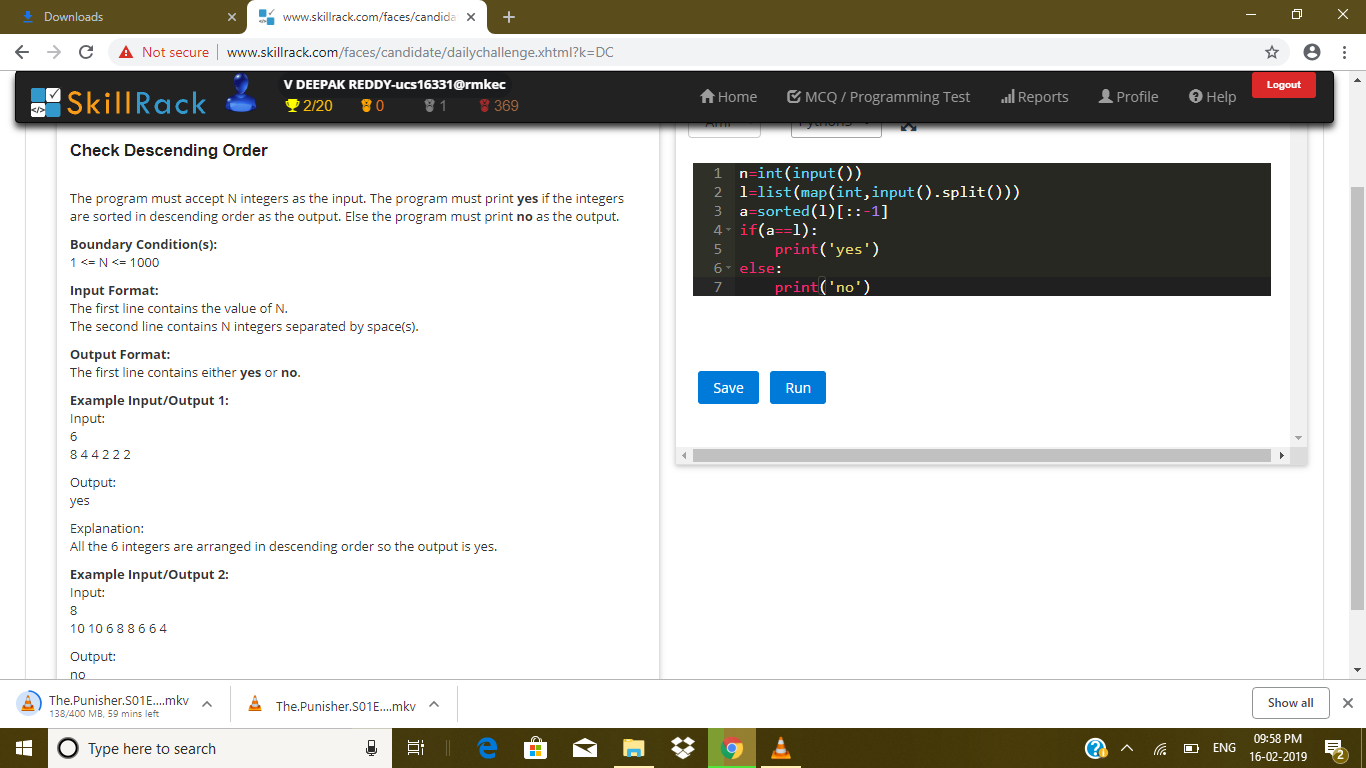 Downloads
www.skillrack.com/faces/candida
Not secure
www.skillrack.com/faces/candidate/dailychallenge.xhtml?k=DC
SkillRack
V DEEPAK REDDY-ucs16331@rmkec
2/20 0 1 369
Home
MCQ / Programming Test
Reports
Profile
Help
Logout
Check Descending Order
The program must accept N integers as the input. The program must print yes if the integers
are sorted in descending order as the output. Else the program must print no as the output.
Boundary Condition(s):
1 <= N <= 1000
Input Format:
The first line contains the value of N.
The second line contains N integers separated by space(s).
Output Format:
The first line contains either yes or no.
Example Input/Output 1:
Input:
6
8 4 4 2 2 2
Output:
yes
Explanation:
All the 6 integers are arranged in descending order so the output is yes.
Example Input/Output 2:
Input:
8
10 10 6 8 8 6 6 4
Output:
no
1 n=int(input())
2 l=list(map(int,input().split()))
3 a=sorted(l)[::-1]
4 if(a==l):
5     print('yes')
6 else:
7     print('no')
Save
Run
The.Punisher.S01E....mkv
138/400 MB, 59 mins left
The.Punisher.S01E....mkv
Show all
Type here to search
ENG
09:58 PM
16-02-2019
2